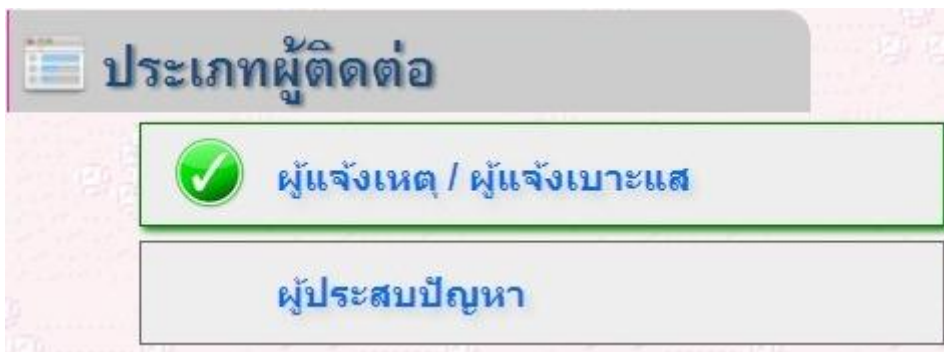 ประเภทผู้ติดต่อ
ผู้แจ้งเหตุ / ผู้แจ้งเบาะแส
ผู้ประสบปัญหา